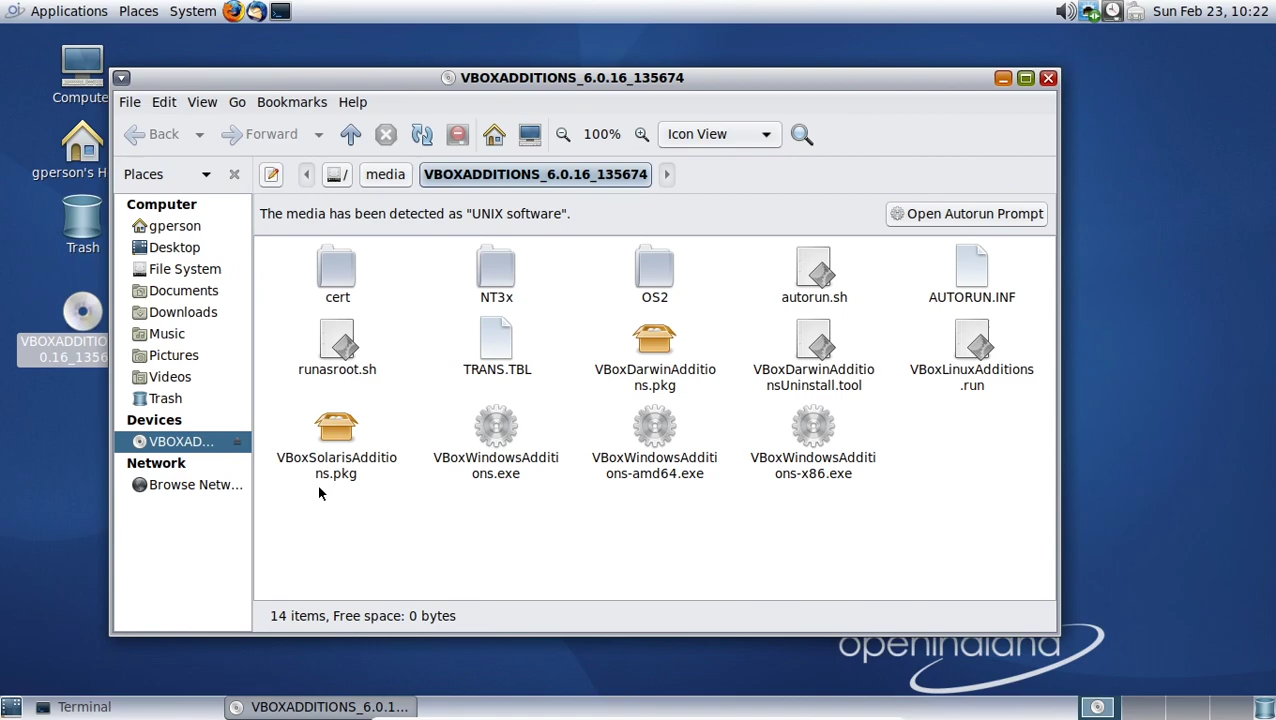 Applications Places System
Sun Feb 23, 10:22
VBOXADDITIONS_6.0.16_135674
File Edit View Go Bookmarks Help
Back Forward 100% Icon View
Places / media VBOXADDITIONS_6.0.16_135674
The media has been detected as "UNIX software". Open Autorun Prompt
Compute
gperson's H
Trash
VBOXADDITIO
0.16_1356
Computer
gperson
Desktop
File System
Documents
Downloads
Music
Pictures
Videos
Trash
Devices
VBOXAD...
Network
Browse Netw...
cert NT3x OS2 autorun.sh AUTORUN.INF
runasroot.sh TRANS.TBL VBoxDarwinAdditio VBoxDarwinAdditio VBoxLinuxAdditions
ns.pkg nsUninstall.tool .run
VBoxSolarisAdditio VBoxWindowsAdditi VBoxWindowsAdditi VBoxWindowsAdditi
ns.pkg ons.exe ons-amd64.exe ons-x86.exe
14 items, Free space: 0 bytes
openindiana
Terminal VBOXADDITIONS_6.0.1...